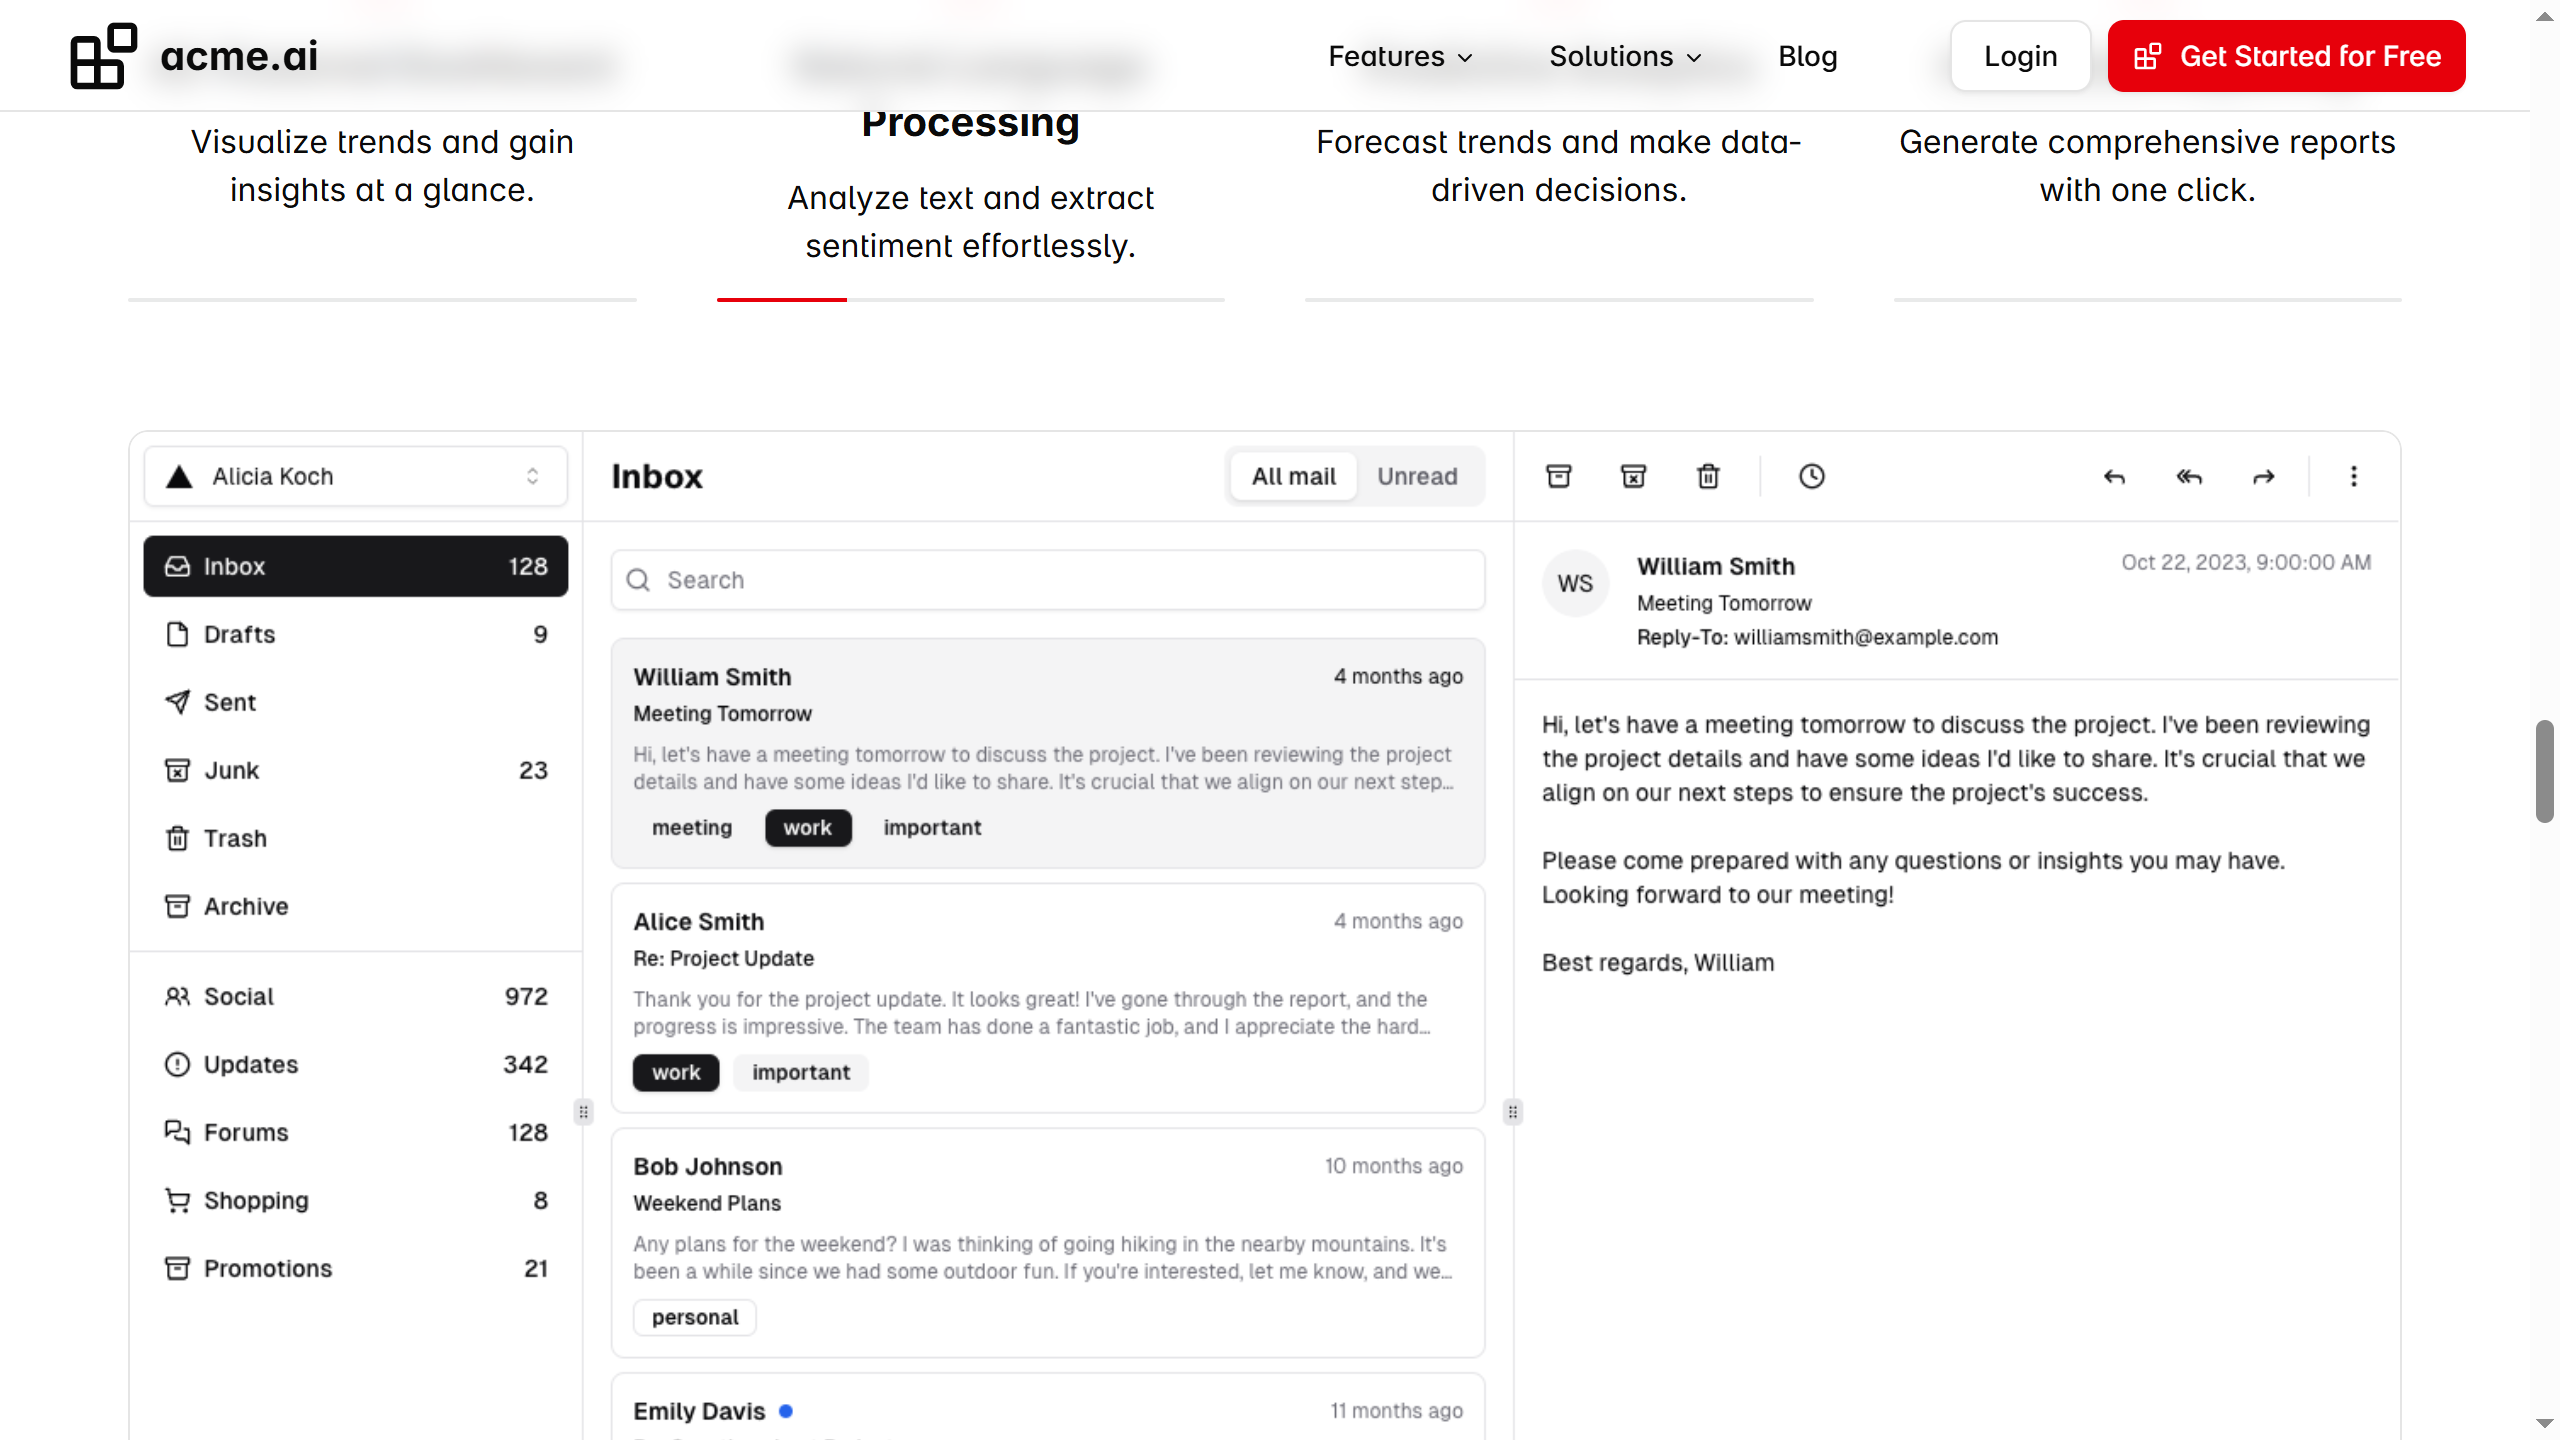 acme.ai
Features
Solutions
Blog
Login
Get Started for Free
Visualize trends and gain
insights at a glance.
Processing
Analyze text and extract
sentiment effortlessly.
Forecast trends and make data-
driven decisions.
Generate comprehensive reports
with one click.
Alicia Koch
Inbox 128
Drafts 9
Sent
Junk 23
Trash
Archive
Social 972
Updates 342
Forums 128
Shopping 8
Promotions 21
Inbox
All mail
Unread
Search
William Smith 4 months ago
Meeting Tomorrow
Hi, let's have a meeting tomorrow to discuss the project. I've been reviewing the project
details and have some ideas I'd like to share. It's crucial that we align on our next step...
meeting work important
Alice Smith 4 months ago
Re: Project Update
Thank you for the project update. It looks great! I've gone through the report, and the
progress is impressive. The team has done a fantastic job, and I appreciate the hard...
work important
Bob Johnson 10 months ago
Weekend Plans
Any plans for the weekend? I was thinking of going hiking in the nearby mountains. It's
been a while since we had some outdoor fun. If you're interested, let me know, and we...
personal
Emily Davis 11 months ago
WS
William Smith Oct 22, 2023, 9:00:00 AM
Meeting Tomorrow
Reply-To: williamsmith@example.com
Hi, let's have a meeting tomorrow to discuss the project. I've been reviewing
the project details and have some ideas I'd like to share. It's crucial that we
align on our next steps to ensure the project's success.
Please come prepared with any questions or insights you may have.
Looking forward to our meeting!
Best regards, William